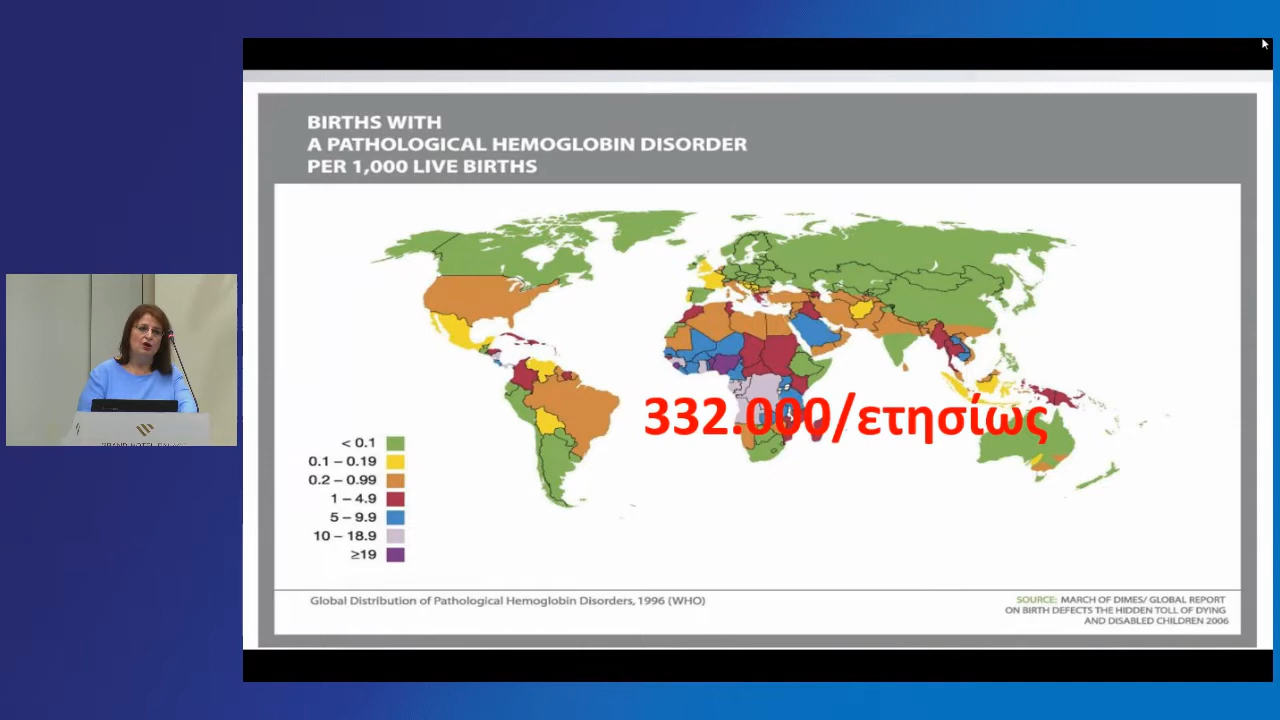 BIRTHS WITH
A PATHOLOGICAL HEMOGLOBIN DISORDER
PER 1,000 LIVE BIRTHS
332.000/ετησίως
< 0.1
0.1 – 0.19
0.2 – 0.99
1 – 4.9
5 – 9.9
10 – 18.9
≥19
Global Distribution of Pathological Hemoglobin Disorders, 1996 (WHO)
SOURCE: MARCH OF DIMES/ GLOBAL REPORT
ON BIRTH DEFECTS THE HIDDEN TOLL OF DYING
AND DISABLED CHILDREN 2006
GRAND HOTEL PALACE